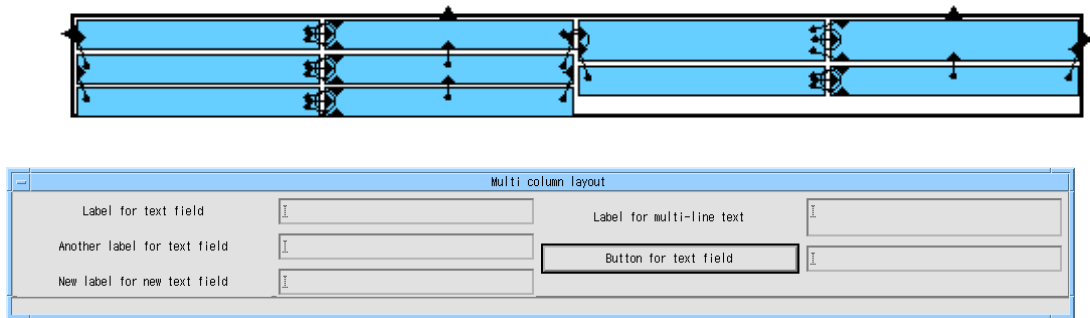 Multi column layout
Label for text field
Label for multi-line text
Another label for text field
Button for text field
New label for new text field